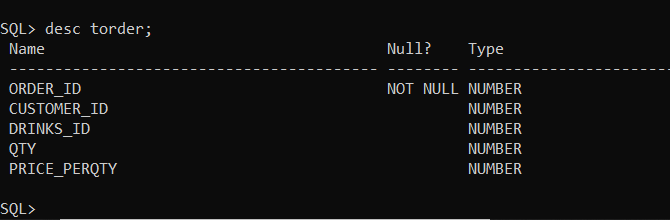 SQL> desc torder;
Name Null? Type
----------------------------------------- -------- ----------------------
ORDER_ID NOT NULL NUMBER
CUSTOMER_ID NUMBER
DRINKS_ID NUMBER
QTY NUMBER
PRICE_PERQTY NUMBER
SQL>